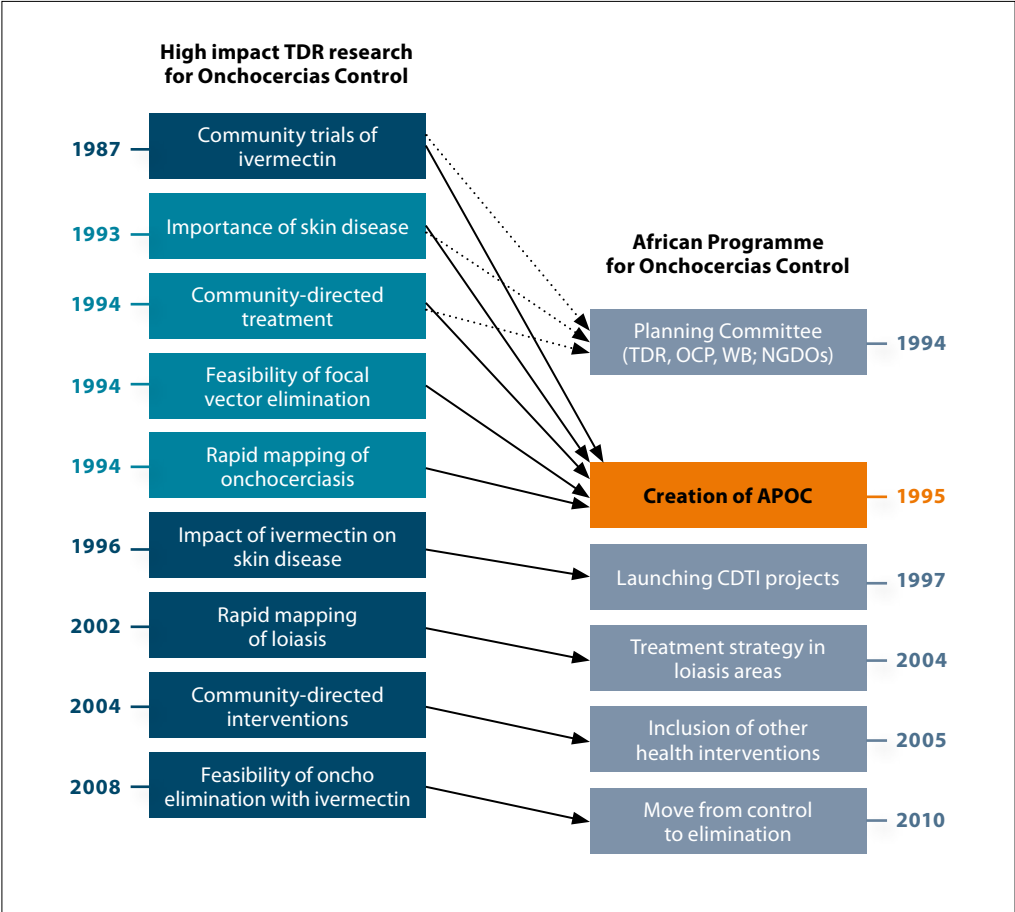 High impact TDR research
for Onchocercias Control
1987
Community trials of
ivermectin
1993
Importance of skin disease
1994
Community-directed
treatment
1994
Feasibility of focal
vector elimination
1994
Rapid mapping of
onchocerciasis
1996
Impact of ivermectin on
skin disease
2002
Rapid mapping
of loiasis
2004
Community-directed
interventions
2008
Feasibility of oncho
elimination with ivermectin
African Programme
for Onchocercias Control
Planning Committee
(TDR, OCP, WB; NGDOs)
1994
Creation of APOC
1995
Launching CDTI projects
1997
Treatment strategy in
loiasis areas
2004
Inclusion of other
health interventions
2005
Move from control
to elimination
2010